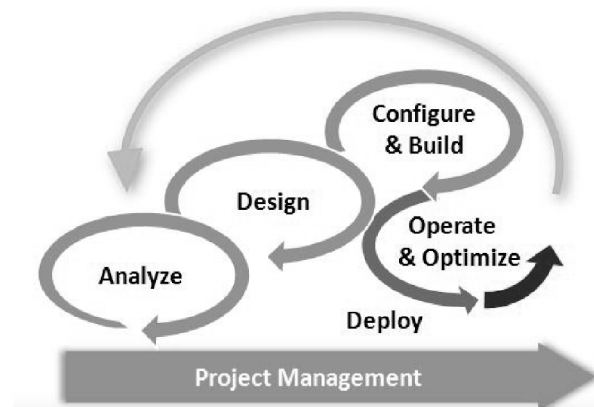 Configure
& Build
Design
Operate
& Optimize
Analyze
Deploy
Project Management